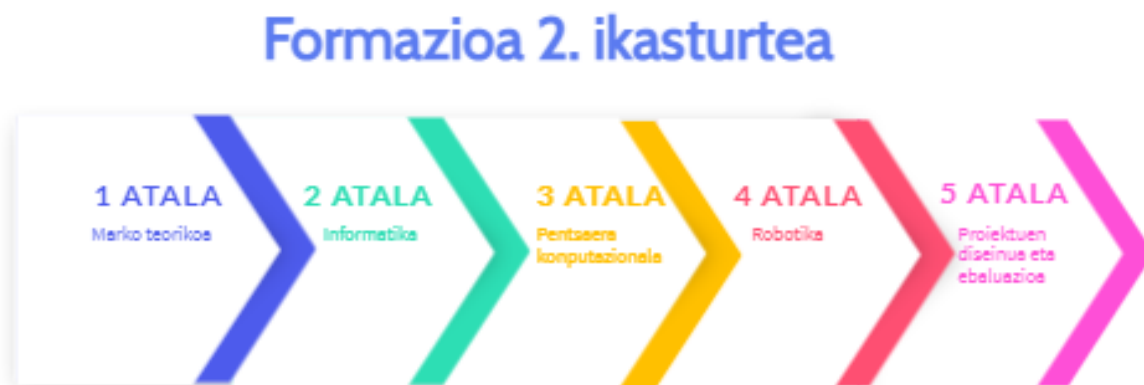 Formazioa 2. ikasturtea
1 ATALA
Marko teorikoa
2 ATALA
Informatika
3 ATALA
Pentsaera
konputazionala
4 ATALA
Robotika
5 ATALA
Proiektuen
diseinua eta
ebaluazioa